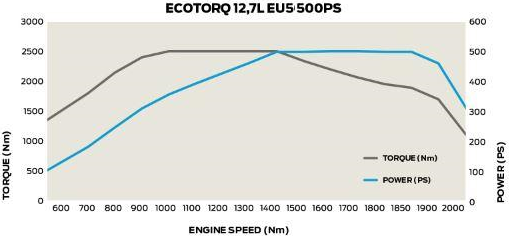 ECOTORQ 12,7L EU5 500PS
3000
2500
2000
1500
1000
500
0
TORQUE (Nm)
600
500
400
300
200
100
0
POWER (PS)
TORQUE (Nm)
POWER (PS)
600 700 800 900 1000 1100 1200 1300 1400 1500 1600 1700 1800 1850 1900 2000
ENGINE SPEED (Nm)